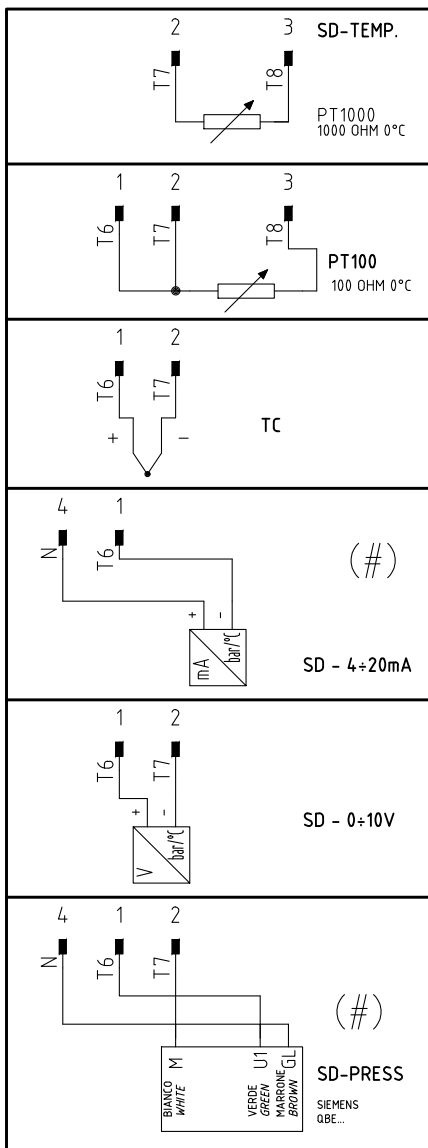 2 3 SD-TEMP.
T7 T8
PT1000
1000 OHM 0°C
1 2 3
T6 T7 T8
PT100
100 OHM 0°C
1 2
T6 T7
+ -
TC
4 1
N T6
(#)
+ -
mA bar/°C
SD - 4÷20mA
1 2
T6 T7
+ -
V bar/°C
SD - 0÷10V
4 1 2
N T6 T7
(#)
M U1 GL
BIANCO
WHITE
VERDE
GREEN
MARRONE
BROWN
SD-PRESS
SIEMENS
QBE...